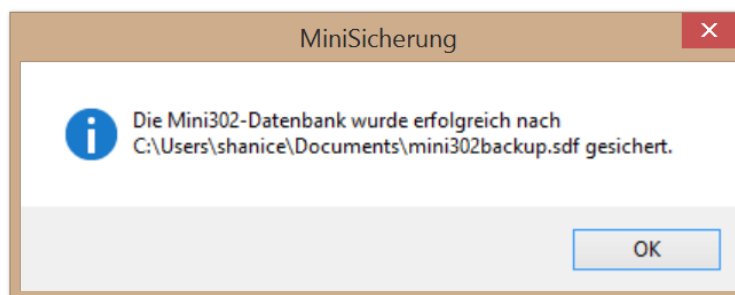 MiniSicherung
Die Mini302-Datenbank wurde erfolgreich nach
C:\Users\shanice\Documents\mini302backup.sdf gesichert.
OK